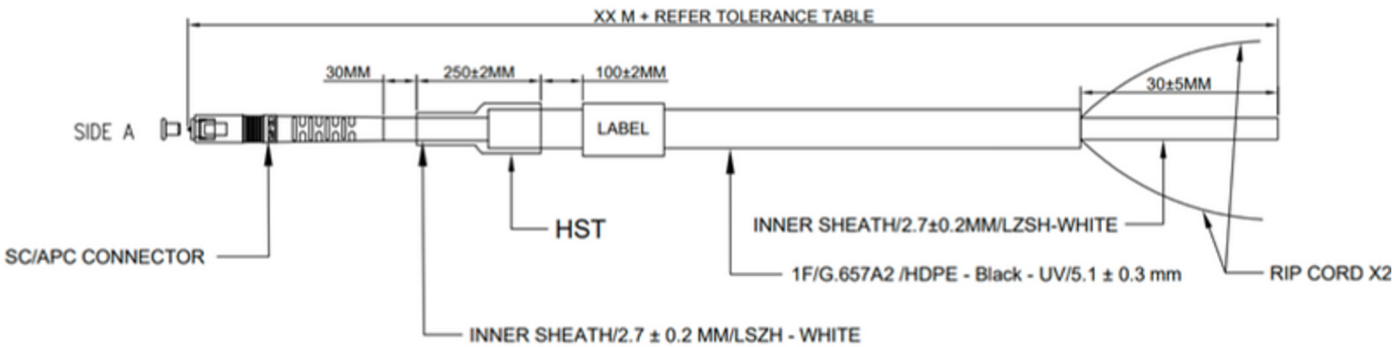 XX M + REFER TOLERANCE TABLE
30MM
250±2MM
100±2MM
30±5MM
SIDE A
LABEL
HST
INNER SHEATH/2.7±0.2MM/LZSH-WHITE
SC/APC CONNECTOR
1F/G.657A2 /HDPE - Black - UV/5.1 ± 0.3 mm
RIP CORD X2
INNER SHEATH/2.7 ± 0.2 MM/LSZH - WHITE